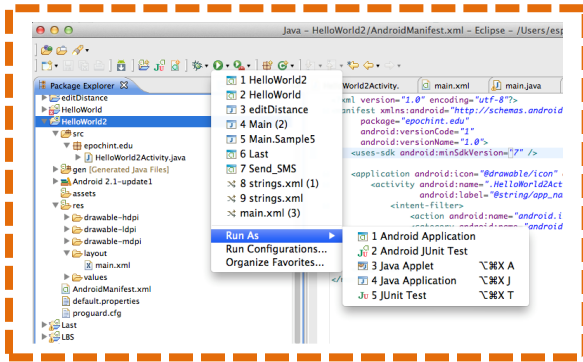 Java – HelloWorld2/AndroidManifest.xml – Eclipse – /Users/esp
Package Explorer
World2Activity.
main.xml
main.java
editDistance
HelloWorld
HelloWorld2
src
epochint.edu
HelloWorld2Activity.java
gen [Generated Java Files]
Android 2.1-update1
assets
res
drawable-hdpi
drawable-ldpi
drawable-mdpi
layout
main.xml
values
AndroidManifest.xml
default.properties
proguard.cfg
Last
LBS
1 HelloWorld2
2 HelloWorld
3 editDistance
4 Main (2)
5 Main.Sample5
6 Last
7 Send_SMS
8 strings.xml (1)
9 strings.xml
main.xml (3)
Run As
Run Configurations...
Organize Favorites...
1 Android Application
2 Android JUnit Test
3 Java Applet ⌥⌘X A
4 Java Application ⌥⌘X J
5 JUnit Test ⌥⌘X T
xml version="1.0" encoding="utf-8"?>
anifest xmlns:android="http://schemas.android
package="epochint.edu"
android:versionCode="1"
android:versionName="1.0">
<uses-sdk android:minSdkVersion="7" />
<application android:icon="@drawable/icon"
<activity android:name=".HelloWorld2Act
android:label="@string/app_na
<intent-filter>
<action android:name="android.i